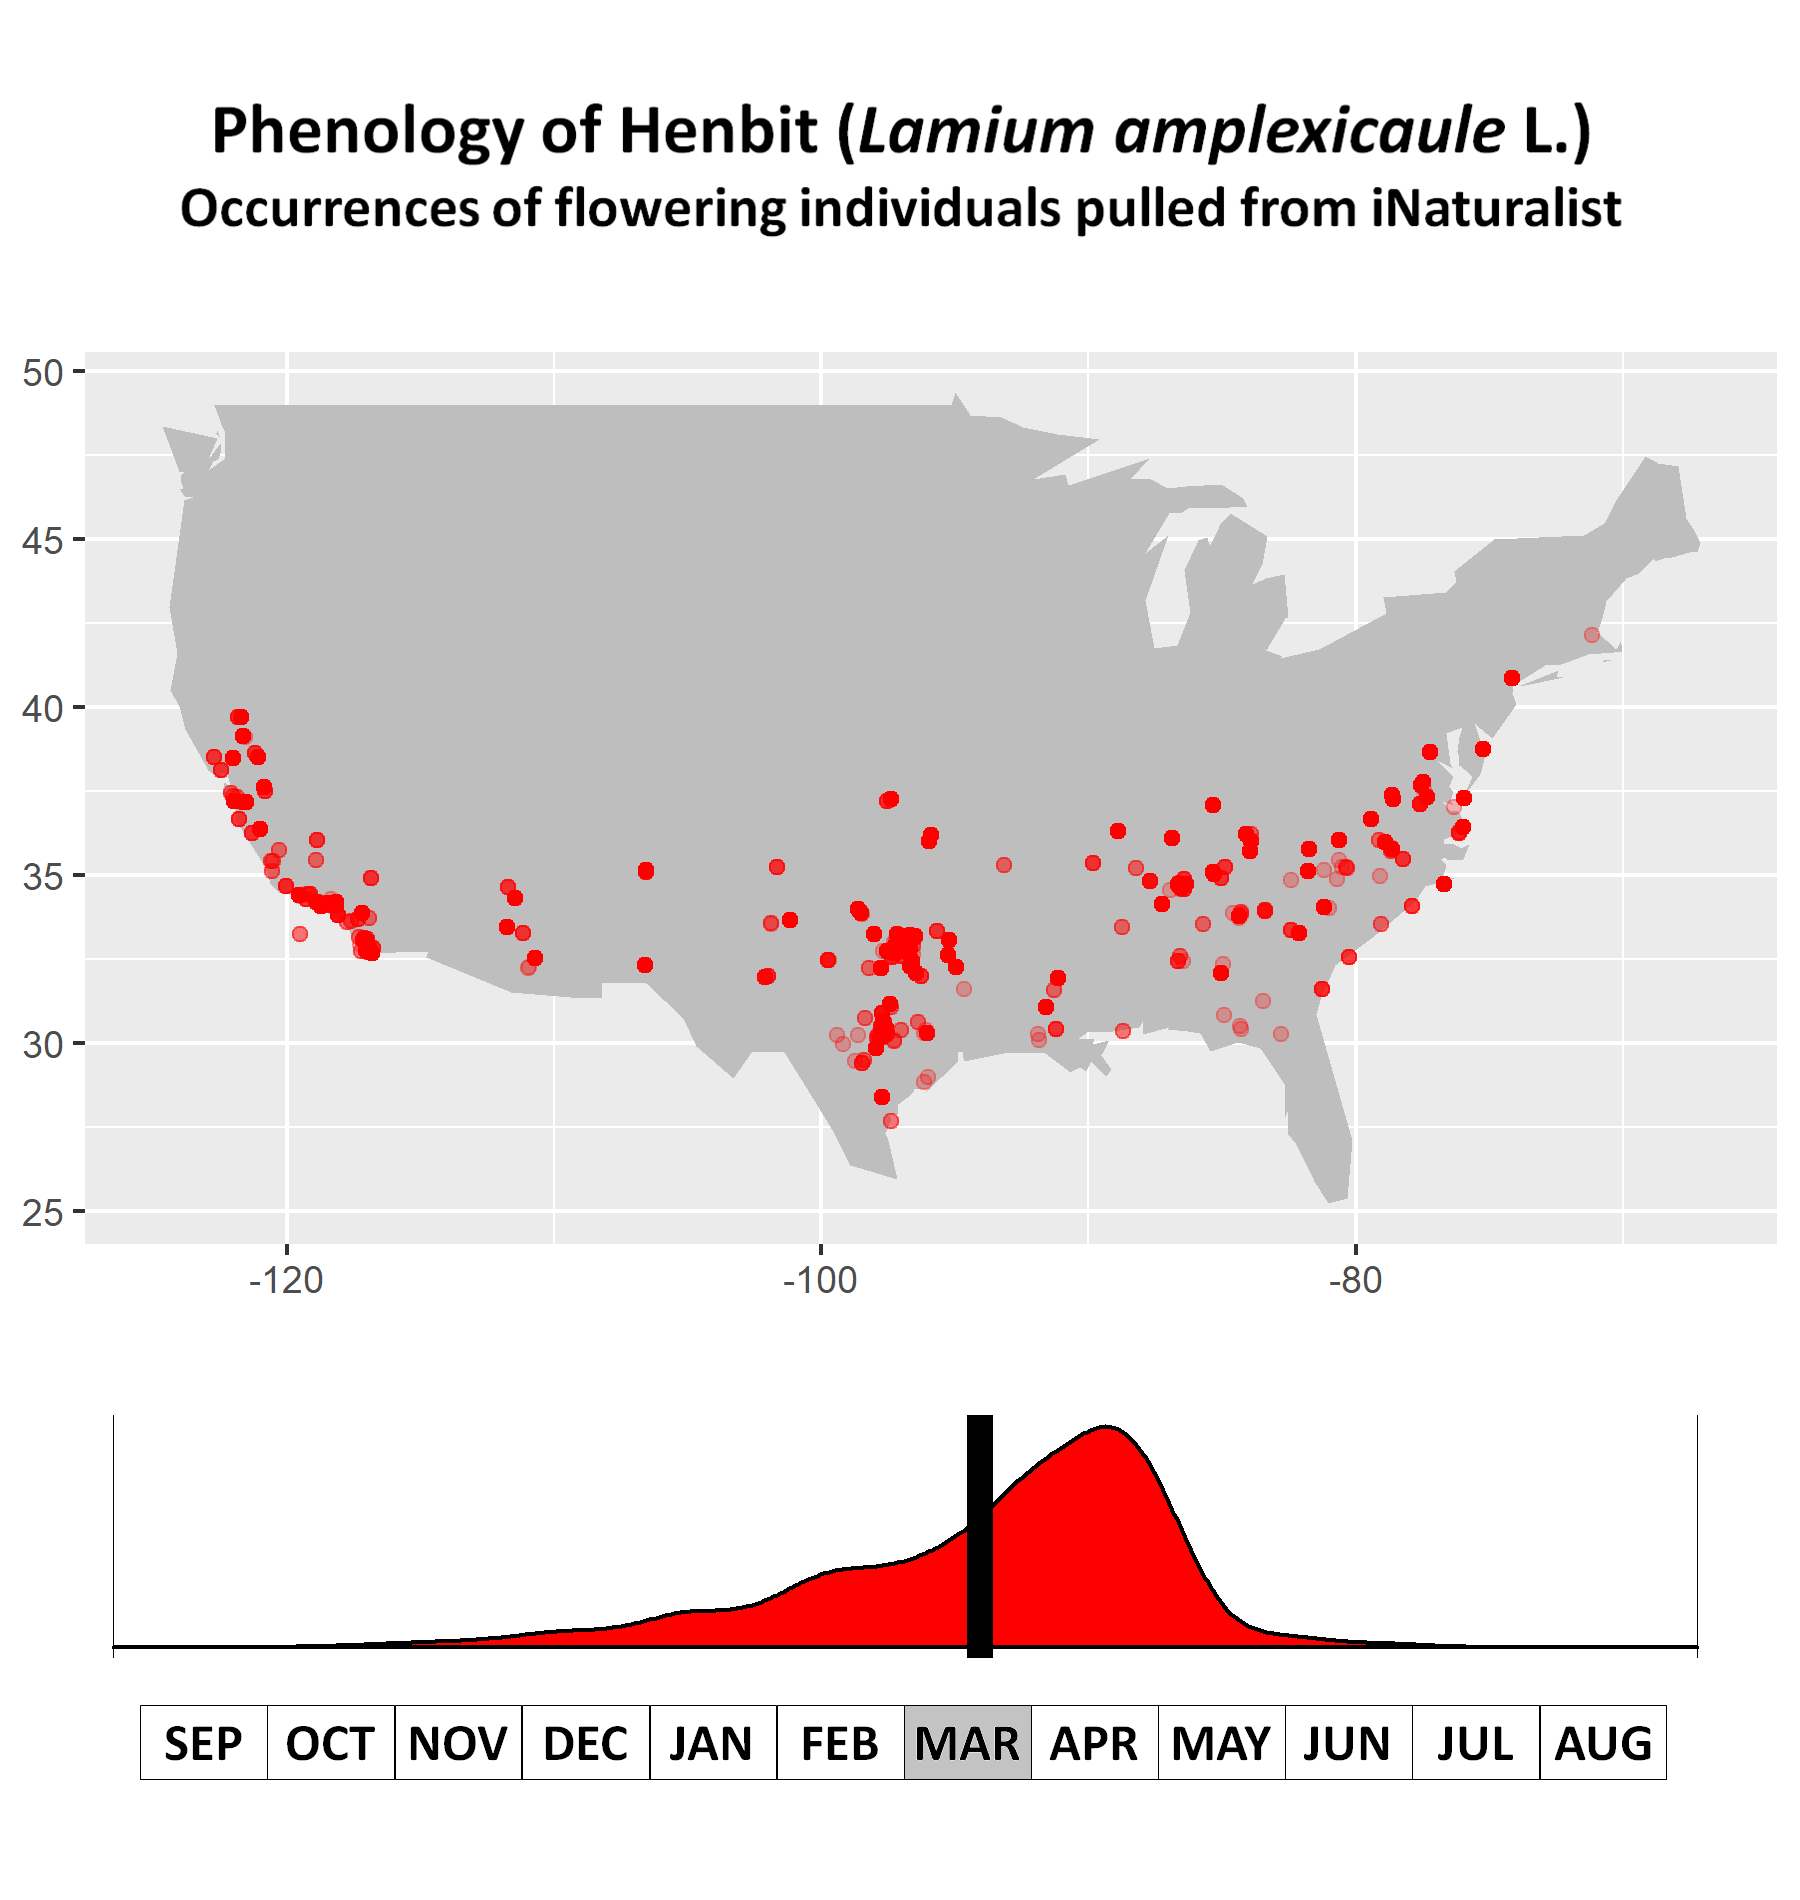 Phenology of Henbit (Lamium amplexicaule L.)
Occurrences of flowering individuals pulled from iNaturalist
50
45
40
35
30
25
-120 -100 -80
SEP OCT NOV DEC JAN FEB MAR APR MAY JUN JUL AUG